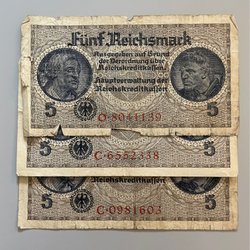 Fünf Reichsmark
Ausgegeben auf Grund
der Verordnung über
Reichskreditkassen
Hauptverwaltung der
Reichskreditkassen
5 5
O·8041139
5 5
C·6552338
Reichskreditkassen
5 5
C·0981603